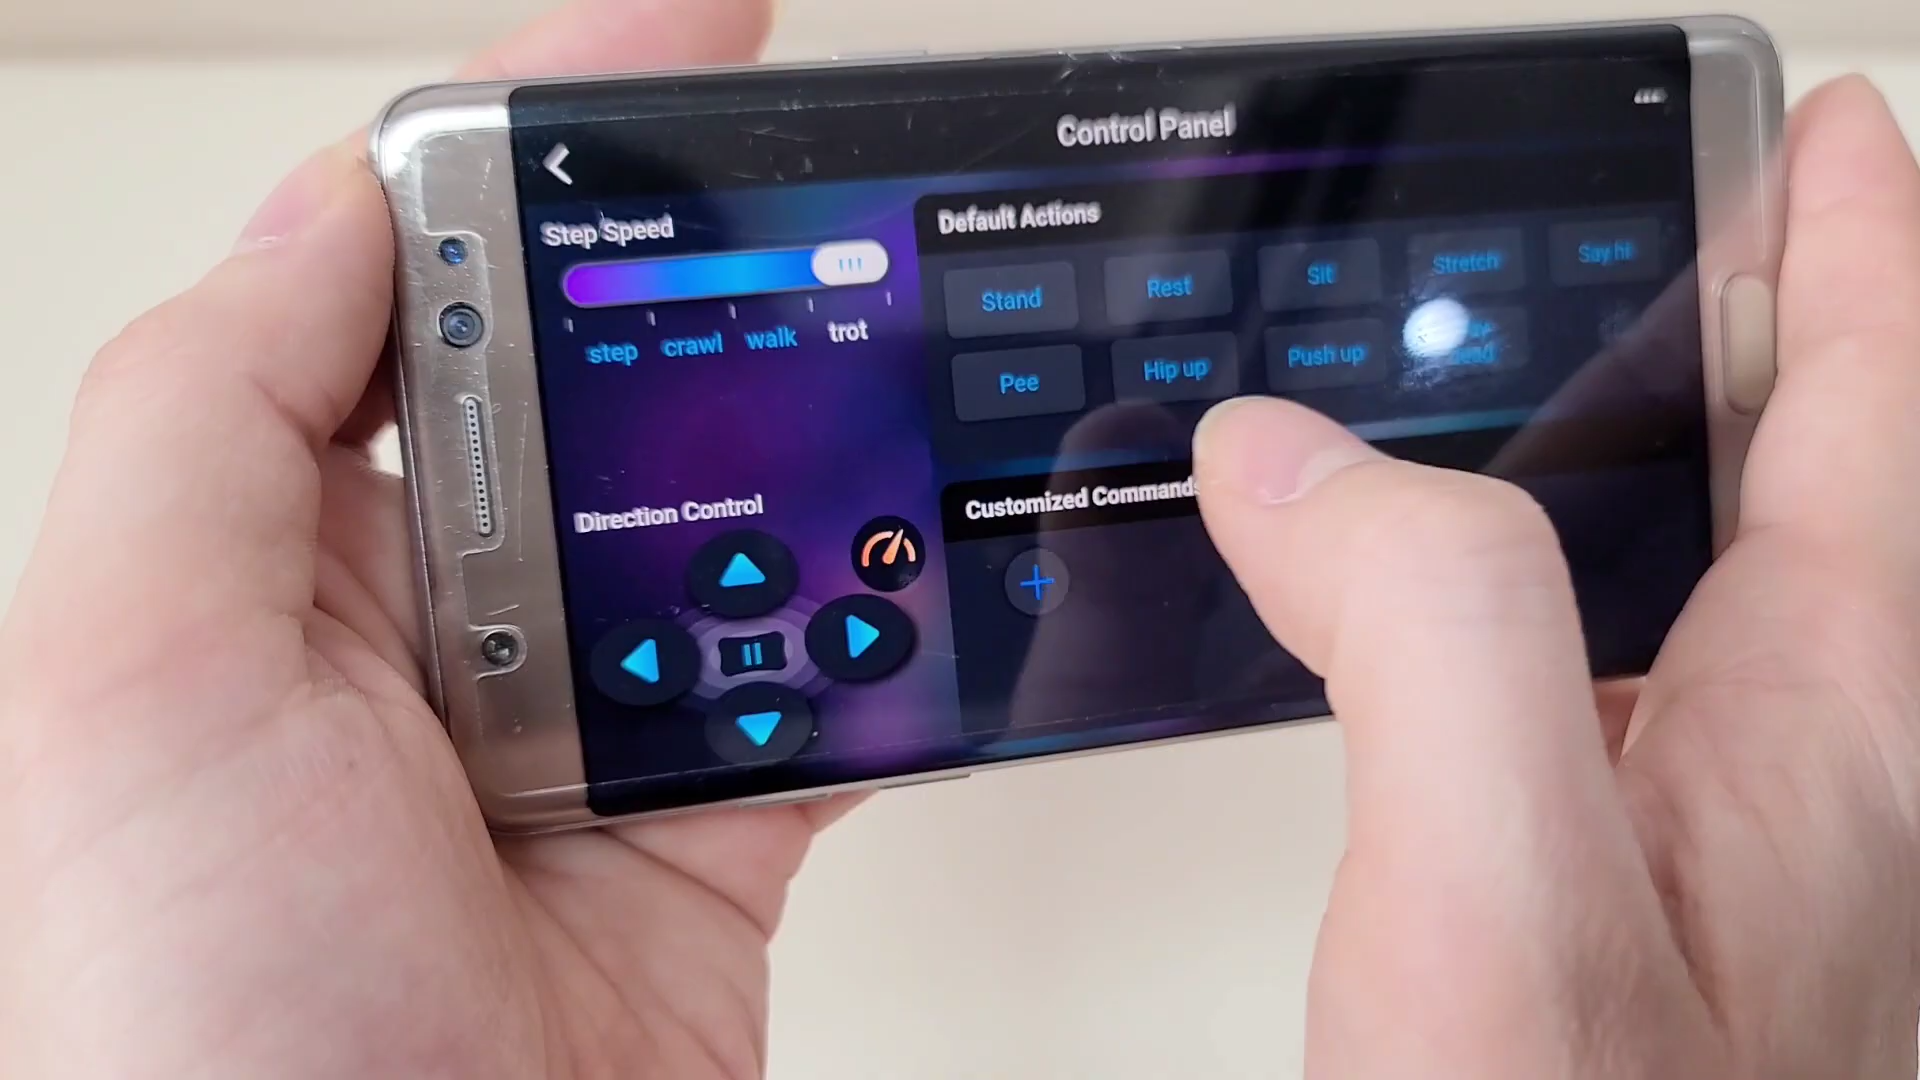 Control Panel
Step Speed
step crawl walk trot
Default Actions
Stand Rest Sit Stretch Say hi
Pee Hip up Push up
Direction Control
Customized Commands